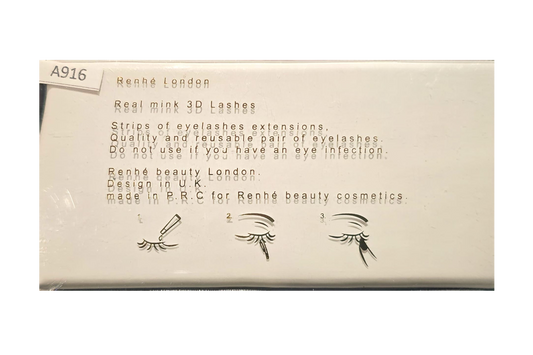 A916
Renhé London
Real mink 3D Lashes
Strips of eyelashes extensions.
Quality and reusable pair of eyelashes.
Do not use if you have an eye infection.
Renhé beauty London.
Design in U.K.
made in P.R.C for Renhé beauty cosmetics.
1. 2. 3.